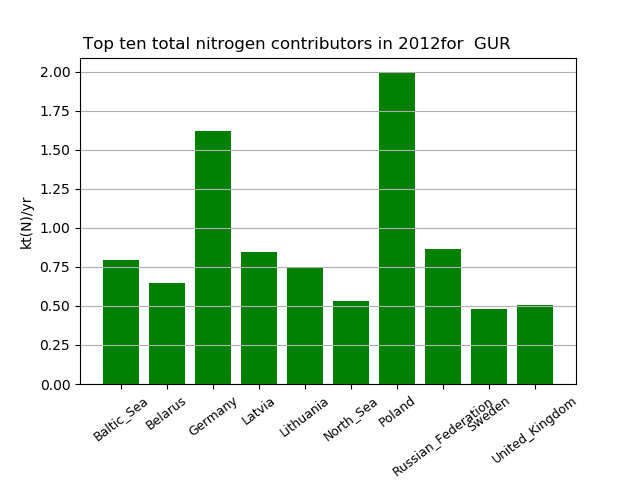 Top ten total nitrogen contributors in 2012for  GUR
kt(N)/yr
2.00
1.75
1.50
1.25
1.00
0.75
0.50
0.25
0.00
Baltic_Sea
Belarus
Germany
Latvia
Lithuania
North_Sea
Poland
Russian_Federation
Sweden
United_Kingdom